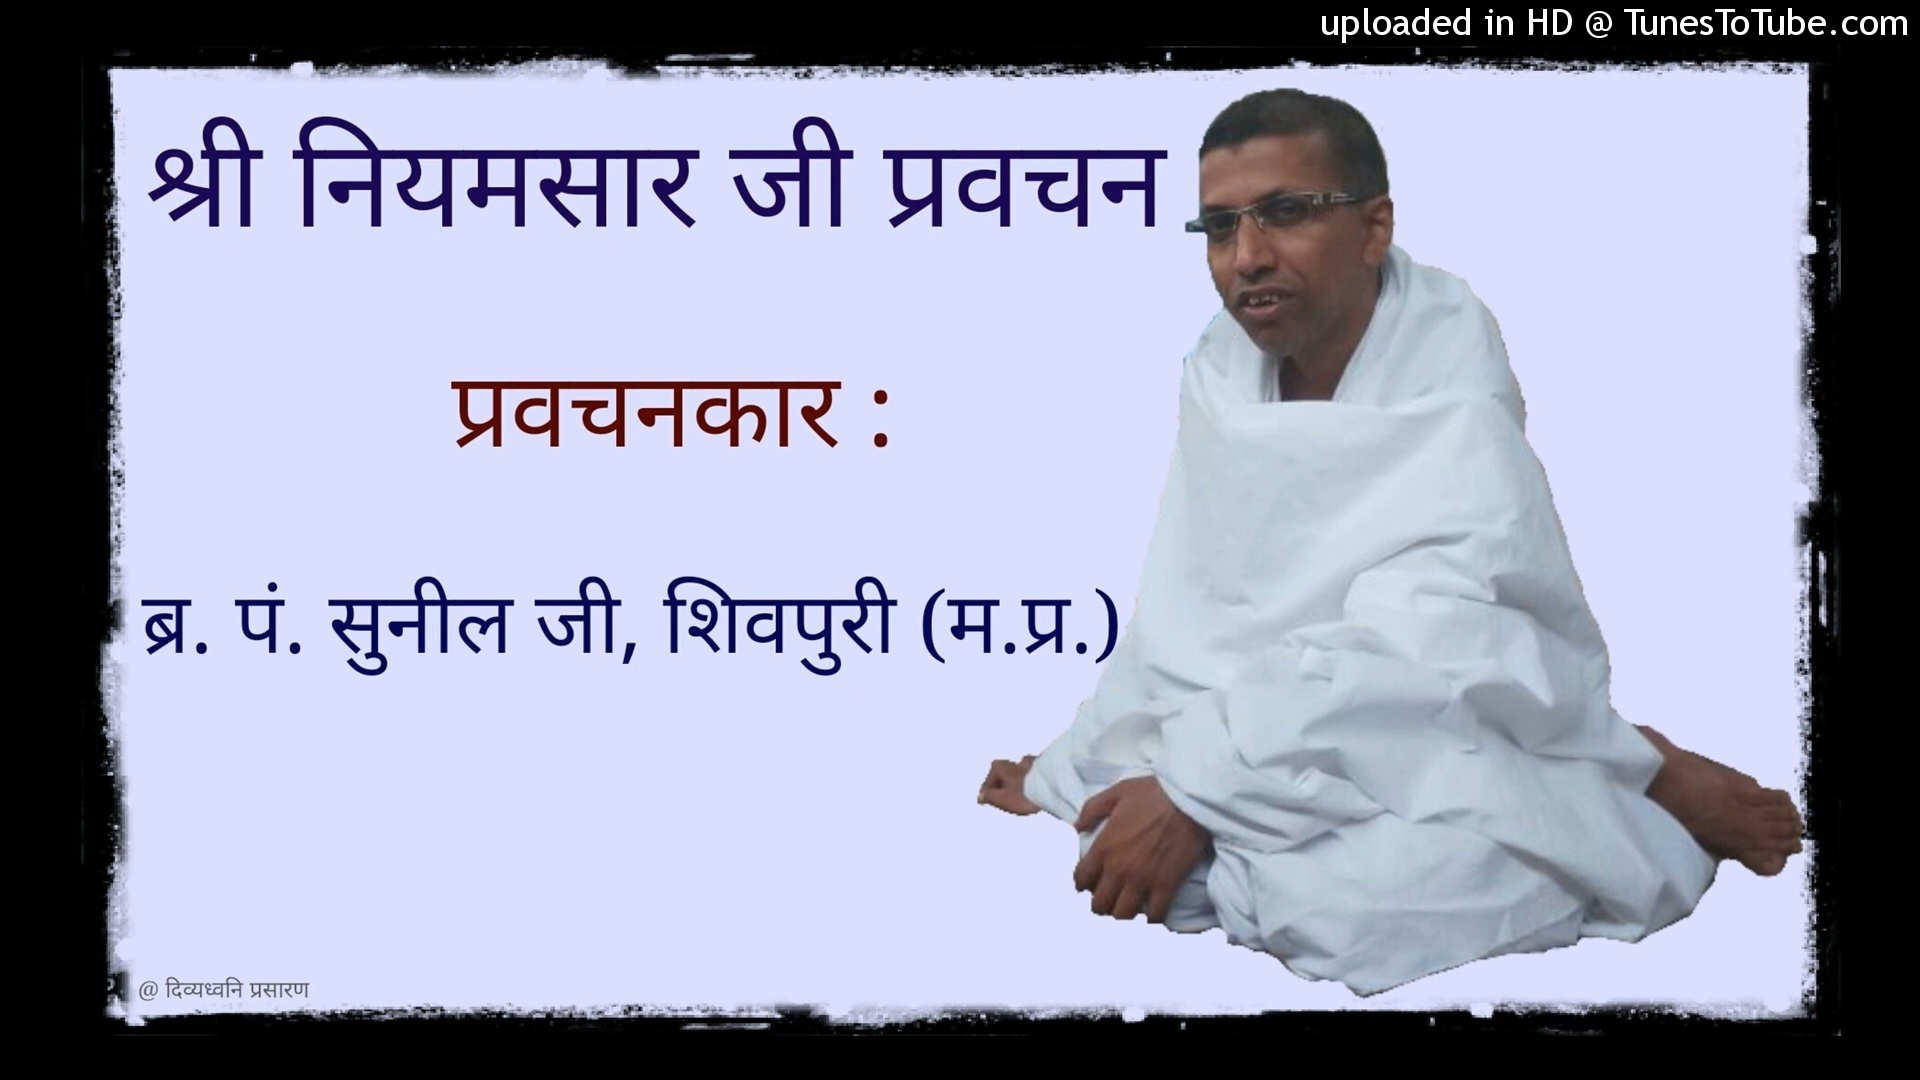 uploaded in HD @ TunesToTube.com
श्री नियमसार जी प्रवचन
प्रवचनकार :
ब्र. पं. सुनील जी, शिवपुरी (म.प्र.)
@ दिव्यध्वनि प्रसारण